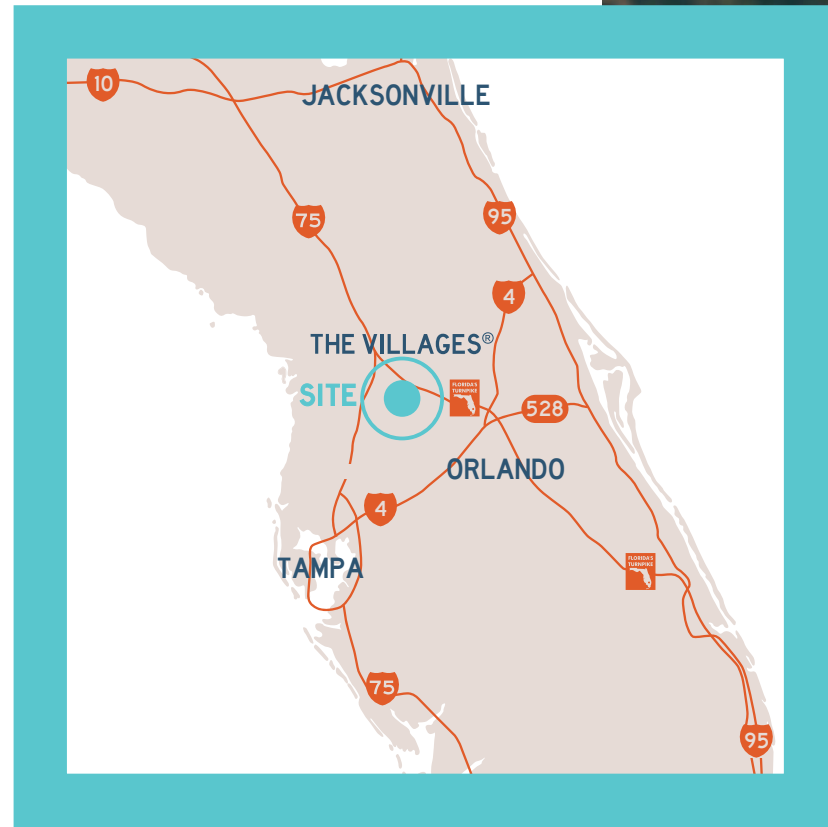 10
JACKSONVILLE
75
95
4
THE VILLAGES®
SITE
FLORIDA'S
TURNPIKE
528
ORLANDO
4
TAMPA
FLORIDA'S
TURNPIKE
75
95